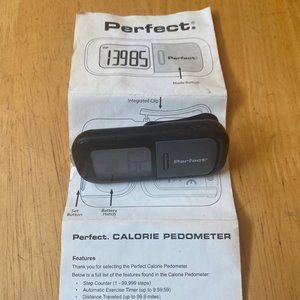 Perfect.
13985
Perfect.
Mode Button
Integrated Clip
Perfect.
Set
Button
Battery
Hatch
Perfect. CALORIE PEDOMETER
Features
Thank you for selecting the Perfect Calorie Pedometer.
Below is a full list of the features found in the Calorie Pedometer:
• Step Counter (1 - 99,999 steps)
• Automatic Exercise Timer (up to 9:59:59)
• Distance Traveled (up to 99.9 miles)